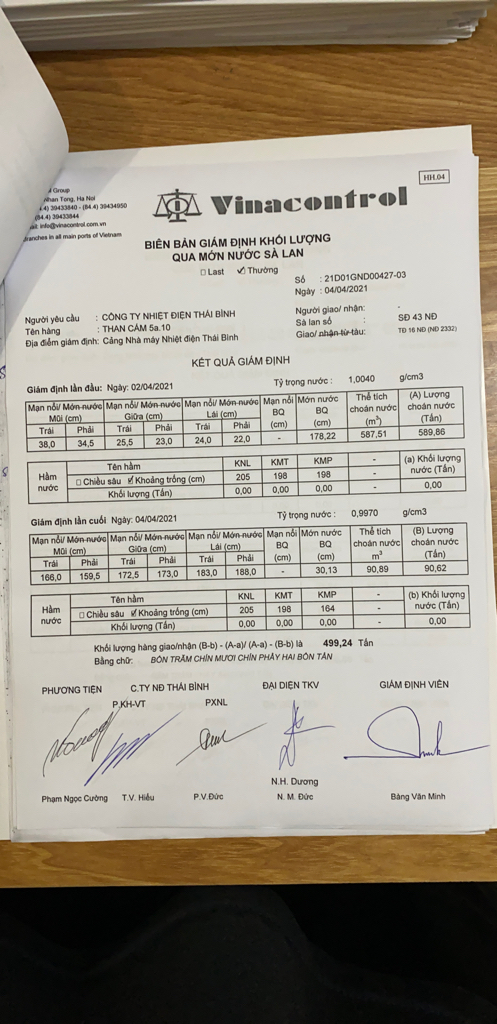 HH.04
Group
Nhan Tong, Ha Noi
4) 39433840 - (84.4) 39434950
(84.4) 39433844
ail: info@vinacontrol.com.vn
branches in all main ports of Vietnam
Vinacontrol
BIÊN BẢN GIÁM ĐỊNH KHỐI LƯỢNG
QUA MỚN NƯỚC SÀ LAN
Last Thường
Số : 21D01GND00427-03
Ngày : 04/04/2021
Người yêu cầu : CÔNG TY NHIỆT ĐIỆN THÁI BÌNH Người giao/ nhận: -
Tên hàng : THAN CÁM 5a.10 Sà lan số : SĐ 43 NĐ
Địa điểm giám định: Cảng Nhà máy Nhiệt điện Thái Bình Giao/ nhận từ tàu: TĐ 16 NĐ (NĐ 2332)
KẾT QUẢ GIÁM ĐỊNH
Giám định lần đầu: Ngày: 02/04/2021 Tỷ trọng nước : 1,0040 g/cm3
Mạn nổi/ Món nước Mũi (cm) Mạn nổi/ Món nước Giữa (cm) Mạn nổi/ Món nước Lái (cm) Mạn nổi BQ (cm) Món nước BQ (cm) Thể tích choán nước (m3) (A) Lượng choán nước (Tấn)
Trái Phải Trái Phải Trái Phải
38,0 34,5 25,5 23,0 24,0 22,0 - 178,22 587,51 589,86
Hầm nước Tên hầm KNL KMT KMP - (a) Khối lượng nước (Tấn)
Chiều sâu Khoảng trống (cm) 205 198 198 -
Khối lượng (Tấn) 0,00 0,00 0,00 - 0,00
Giám định lần cuối Ngày: 04/04/2021 Tỷ trọng nước : 0,9970 g/cm3
Mạn nổi/ Món nước Mũi (cm) Mạn nổi/ Món nước Giữa (cm) Mạn nổi/ Món nước Lái (cm) Mạn nổi BQ (cm) Món nước BQ (cm) Thể tích choán nước m3 (B) Lượng choán nước (Tấn)
Trái Phải Trái Phải Trái Phải
166,0 159,5 172,5 173,0 183,0 188,0 - 30,13 90,89 90,62
Hầm nước Tên hầm KNL KMT KMP - (b) Khối lượng nước (Tấn)
Chiều sâu Khoảng trống (cm) 205 198 164 -
Khối lượng (Tấn) 0,00 0,00 0,00 - 0,00
Khối lượng hàng giao/nhận (B-b) - (A-a)/ (A-a) - (B-b) là 499,24 Tấn
Bằng chữ: BỐN TRĂM CHÍN MƯƠI CHÍN PHẨY HAI BỐN TẤN
PHƯƠNG TIỆN C.TY NĐ THÁI BÌNH ĐẠI DIỆN TKV GIÁM ĐỊNH VIÊN
P.KH-VT PXNL
N.H. Dương
Phạm Ngọc Cường T.V. Hiếu P.V.Đức N. M. Đức Bàng Văn Minh